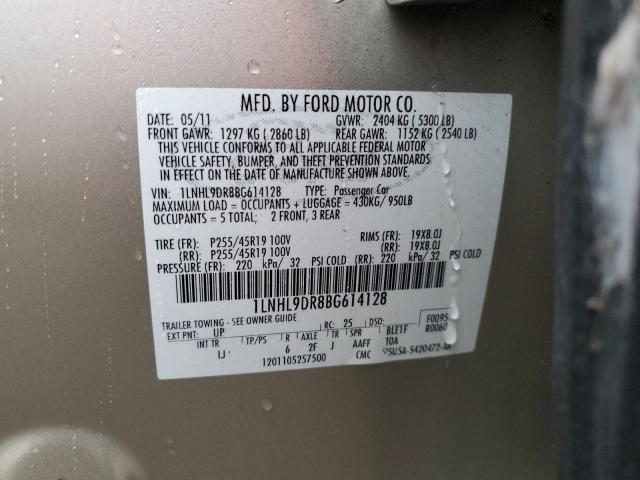 MFD. BY FORD MOTOR CO.
DATE: 05/11 GVWR: 2404 KG ( 5300 LB)
FRONT GAWR: 1297 KG ( 2860 LB) REAR GAWR: 1152 KG ( 2540 LB)
THIS VEHICLE CONFORMS TO ALL APPLICABLE FEDERAL MOTOR
VEHICLE SAFETY, BUMPER, AND THEFT PREVENTION STANDARDS
IN EFFECT ON THE DATE OF MANUFACTURE SHOWN ABOVE.
VIN: 1LNHL9DR8BG614128 TYPE: Passenger Car
MAXIMUM LOAD = OCCUPANTS + LUGGAGE = 430KG/ 950LB
OCCUPANTS = 5 TOTAL; 2 FRONT, 3 REAR
TIRE (FR): P255/45R19 100V RIMS (FR): 19X8.0J
(RR): P255/45R19 100V (RR): 19X8.0J
PRESSURE (FR): 220 kPa/ 32 PSI COLD (RR): 220 kPa/ 32 PSI COLD
1LNHL9DR8BG614128
TRAILER TOWING - SEE OWNER GUIDE RC: 25 DSO: F0095
EXT PNT: UP R0060
INT TR TP/PS R AXLE TR SPR BLE1F
IJ 6 2F J AAFF TOA
1201105257500 CMC 5U5A-5420472-AA